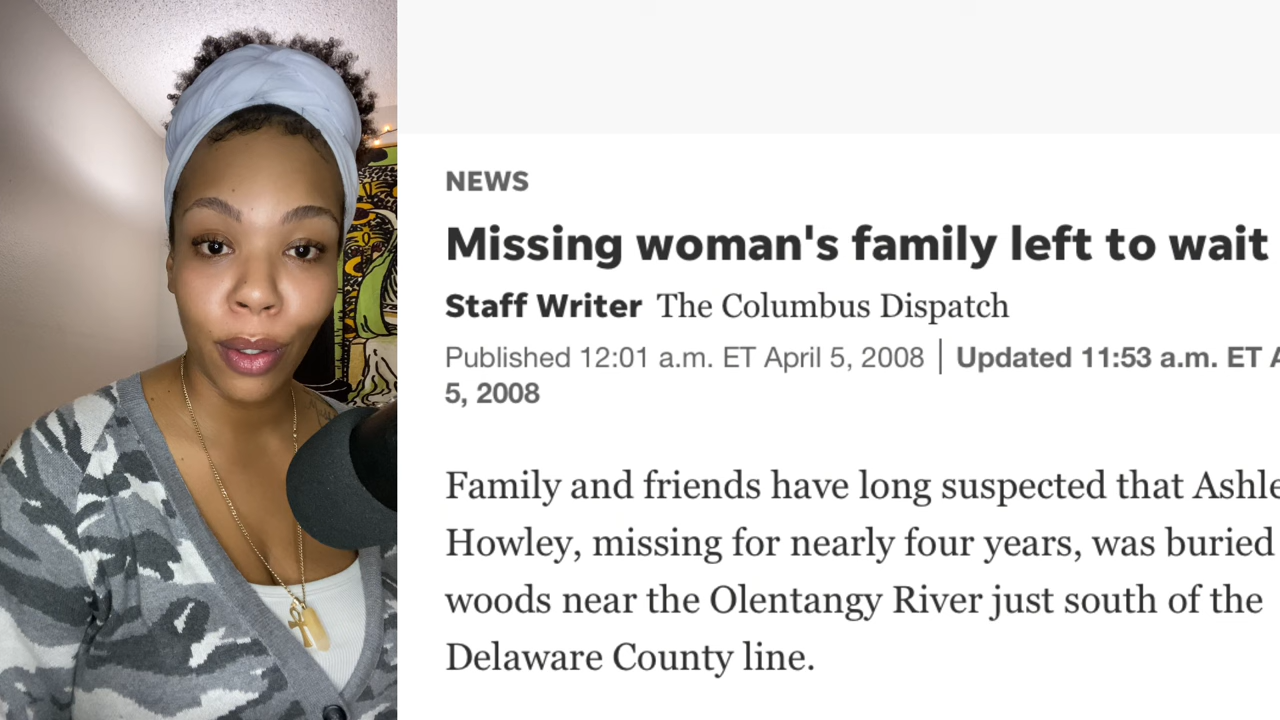 NEWS
Missing woman's family left to wait
Staff Writer The Columbus Dispatch
Published 12:01 a.m. ET April 5, 2008 | Updated 11:53 a.m. ET
5, 2008
Family and friends have long suspected that
Howley, missing for nearly four years, was buried
woods near the Olentangy River just south of the
Delaware County line.